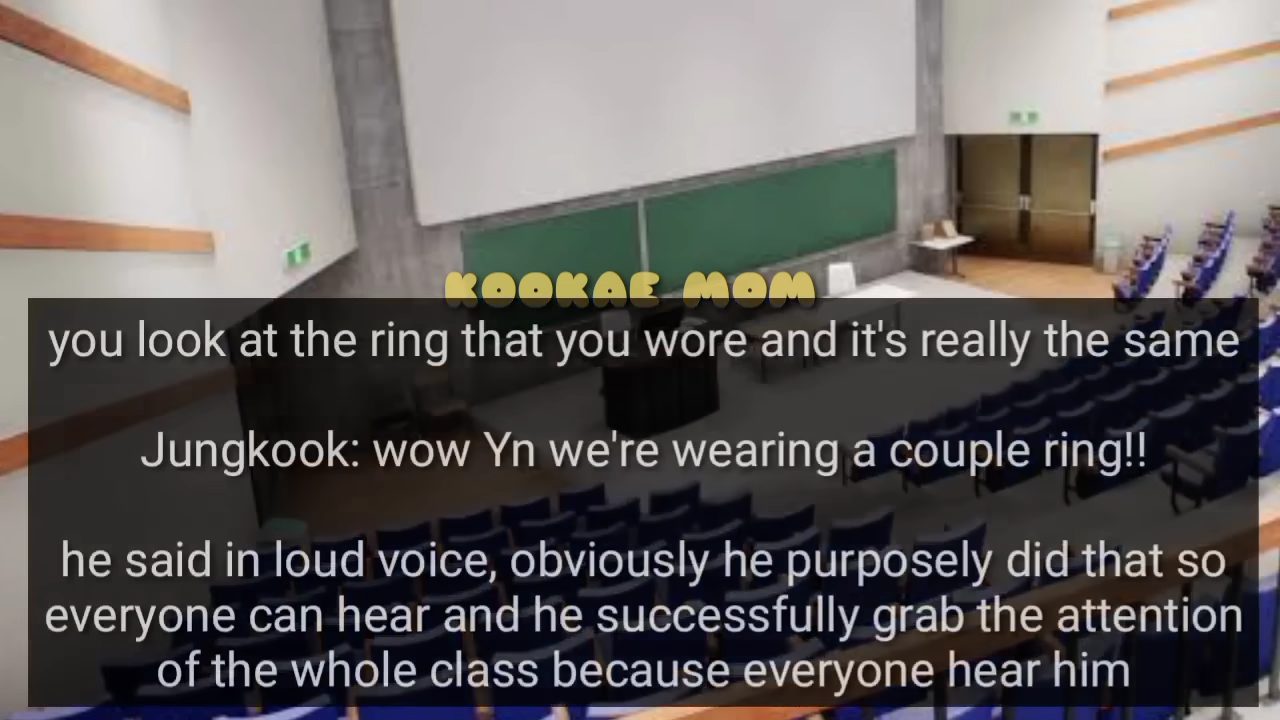 KOOKAE MOM
you look at the ring that you wore and it's really the same
Jungkook: wow Yn we're wearing a couple ring!!
he said in loud voice, obviously he purposely did that so
everyone can hear and he successfully grab the attention
of the whole class because everyone hear him